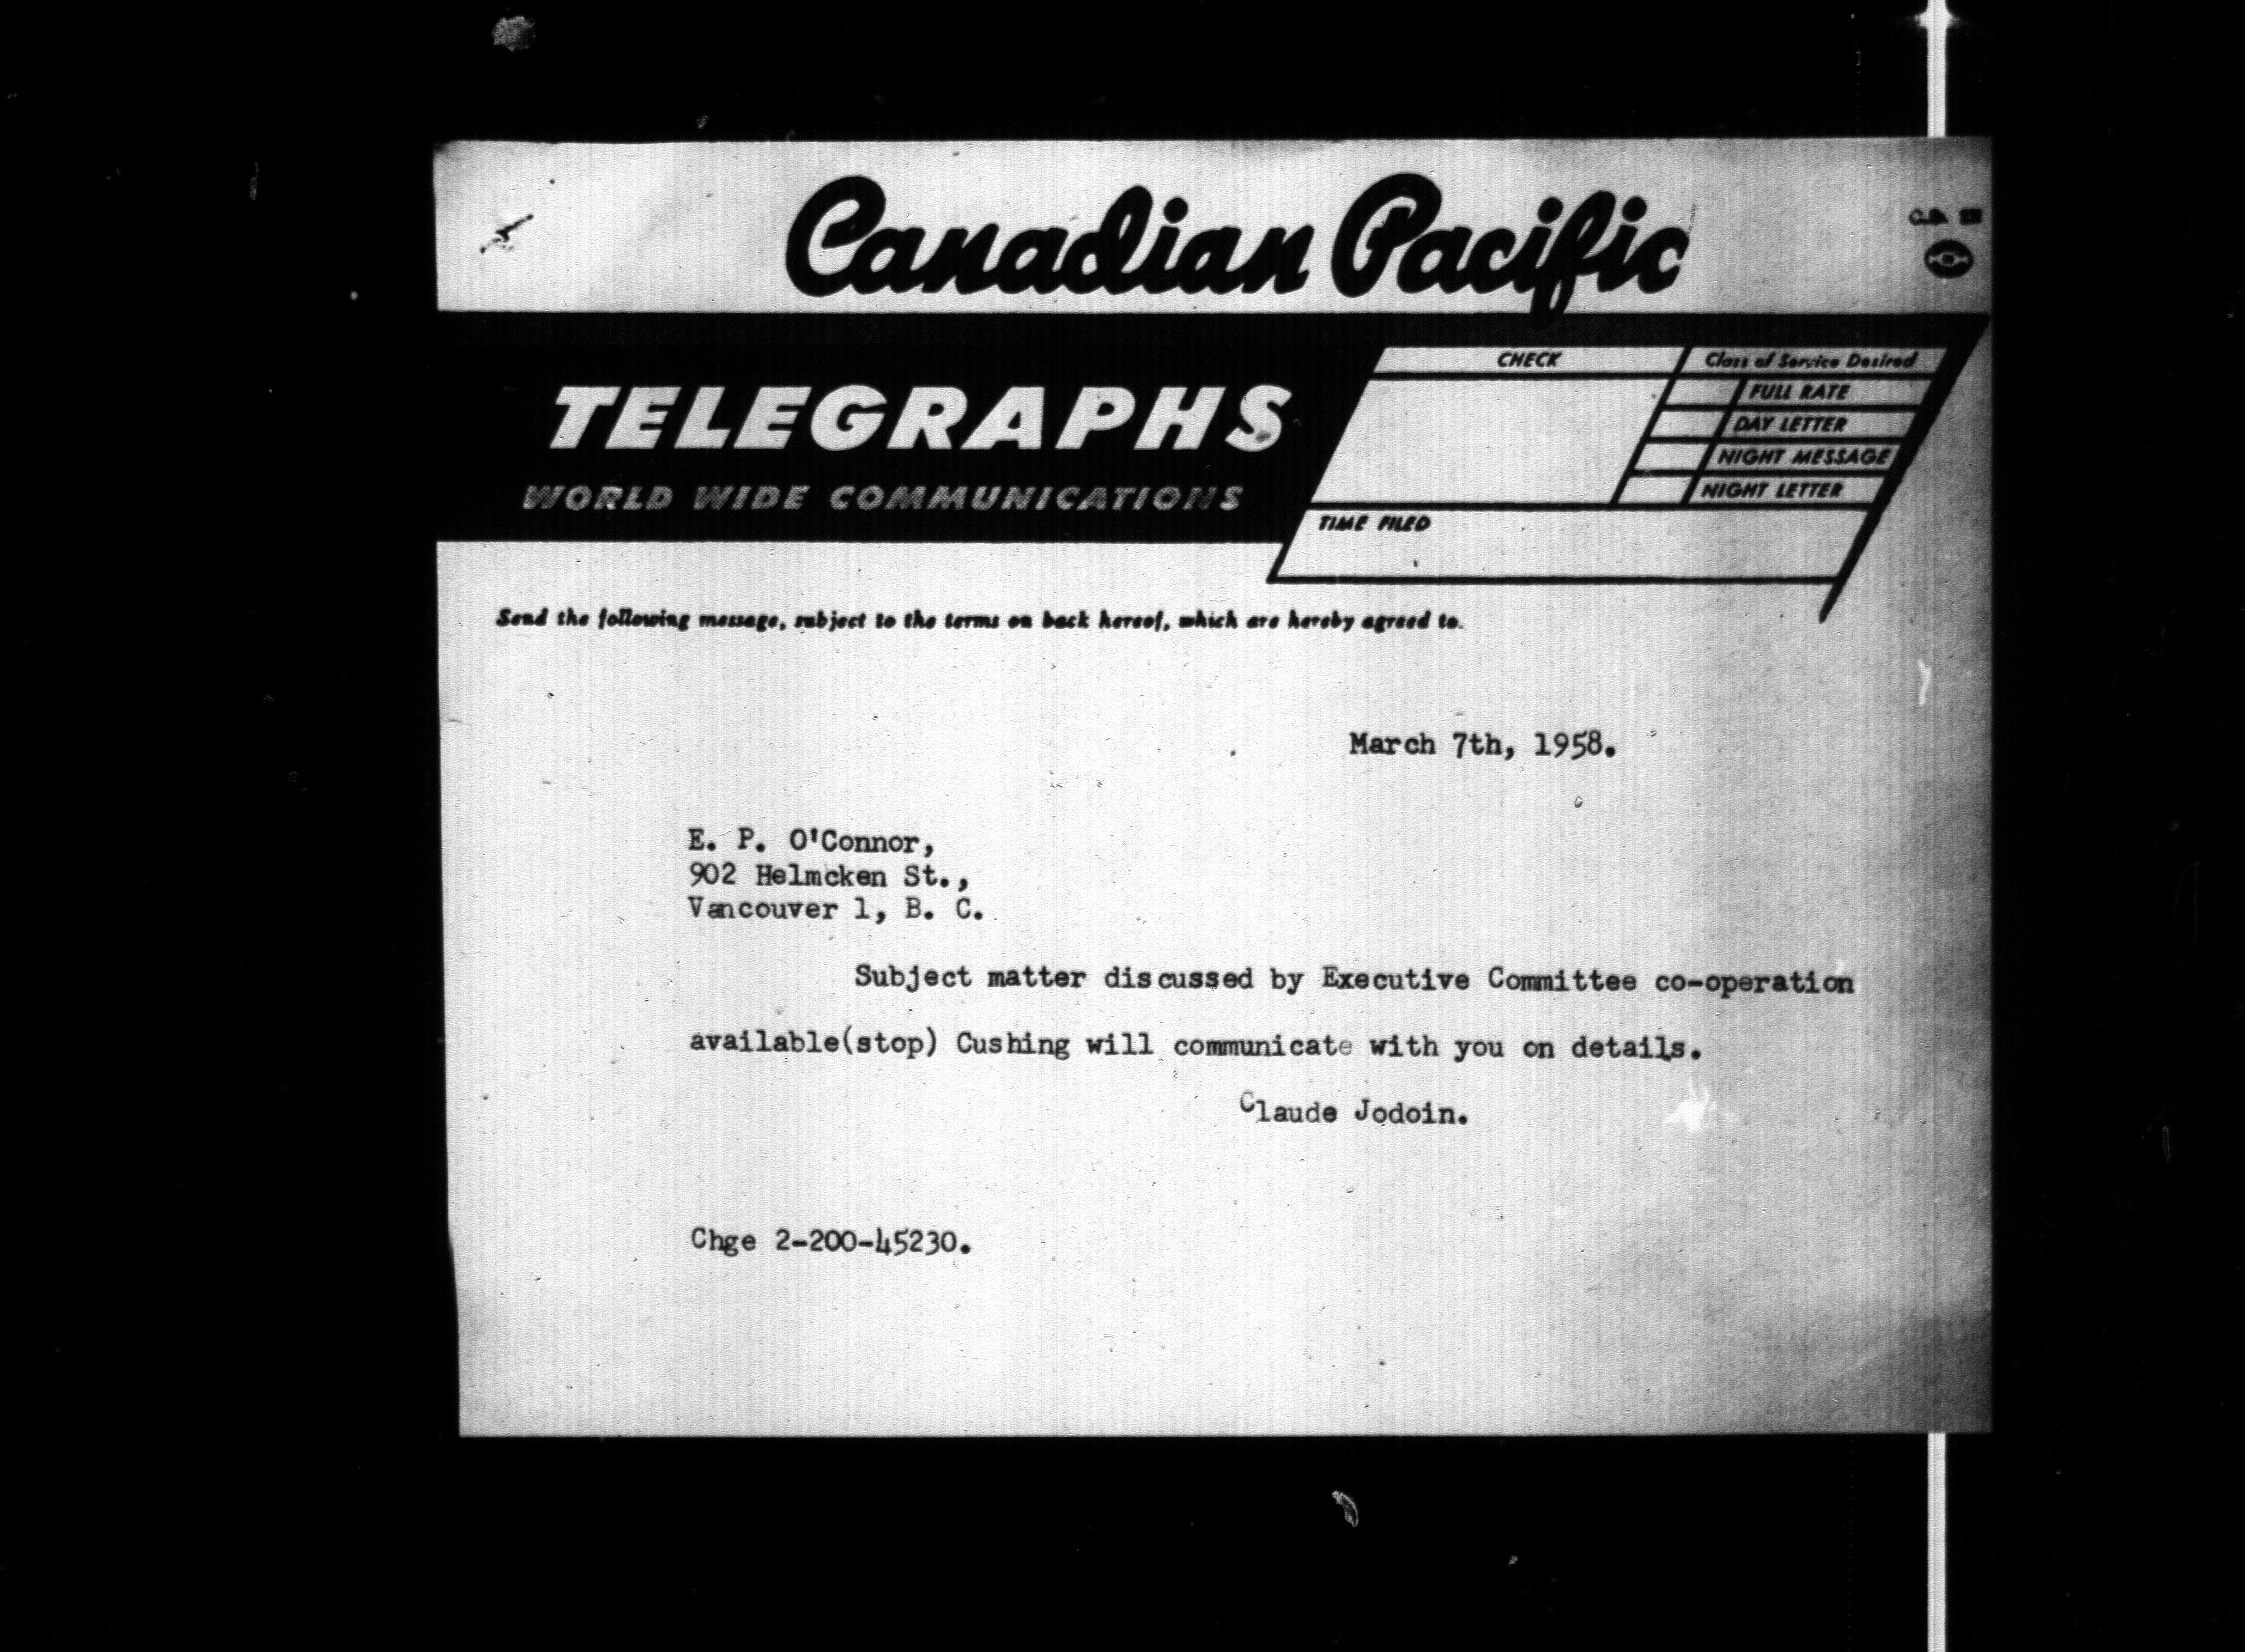 Canadian Pacific
TELEGRAPHS
WORLD WIDE COMMUNICATIONS
CHECK
Class of Service Desired
FULL RATE
DAY LETTER
NIGHT MESSAGE
NIGHT LETTER
TIME FILED
Send the following message, subject to the terms on back hereof, which are hereby agreed to.
March 7th, 1958.
E. P. O'Connor,
902 Helmcken St.,
Vancouver 1, B. C.
Subject matter discussed by Executive Committee co-operation
available(stop) Cushing will communicate with you on details.
Claude Jodoin.
Chge 2-200-45230.